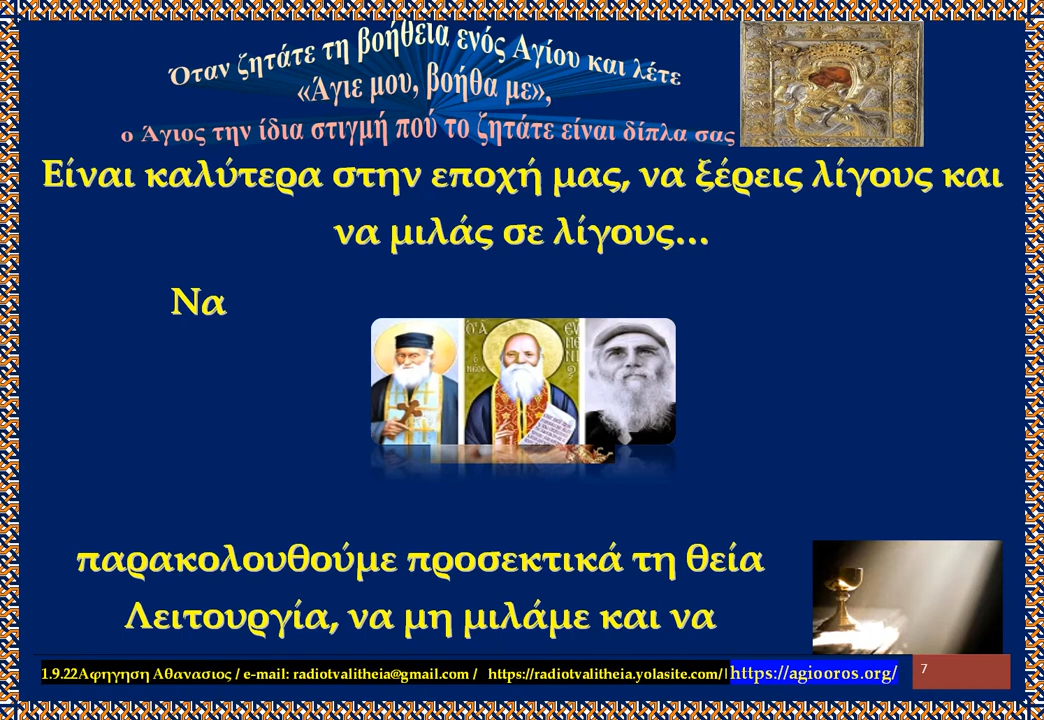 Όταν ζητάτε τη βοήθεια ενός Αγίου και λέτε
«Άγιε μου, βοήθα με»,
ο Άγιος την ίδια στιγμή πού το ζητάτε είναι δίπλα σας
Είναι καλύτερα στην εποχή μας, να ξέρεις λίγους και
να μιλάς σε λίγους…
Να
παρακολουθούμε προσεκτικά τη θεία
Λειτουργία, να μη μιλάμε και να
1.9.22Αφηγηση Αθανασιος / e-mail: radiotvalitheia@gmail.com / https://radiotvalitheia.yolasite.com/|https://agiooros.org/
7